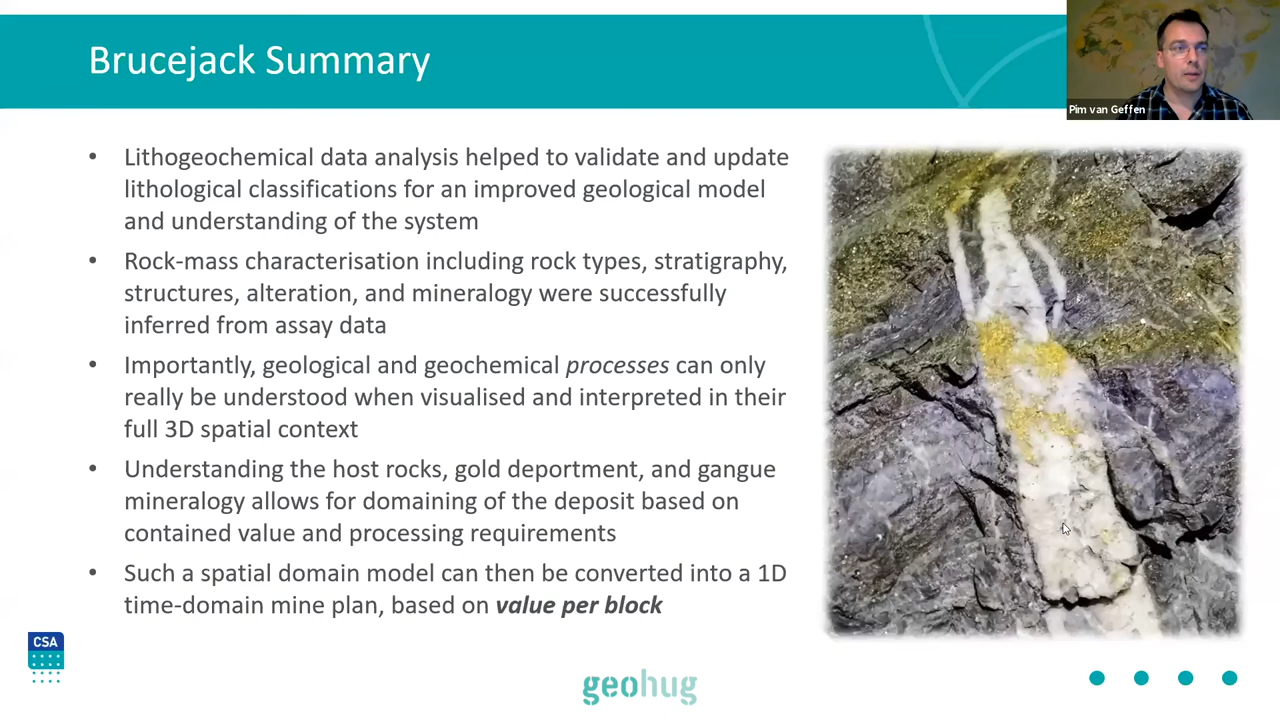 Brucejack Summary
Pim van Geffen
• Lithogeochemical data analysis helped to validate and update
lithological classifications for an improved geological model
and understanding of the system
• Rock-mass characterisation including rock types, stratigraphy,
structures, alteration, and mineralogy were successfully
inferred from assay data
• Importantly, geological and geochemical processes can only
really be understood when visualised and interpreted in their
full 3D spatial context
• Understanding the host rocks, gold deportment, and gangue
mineralogy allows for domaining of the deposit based on
contained value and processing requirements
• Such a spatial domain model can then be converted into a 1D
time-domain mine plan, based on value per block
CSA
geohug